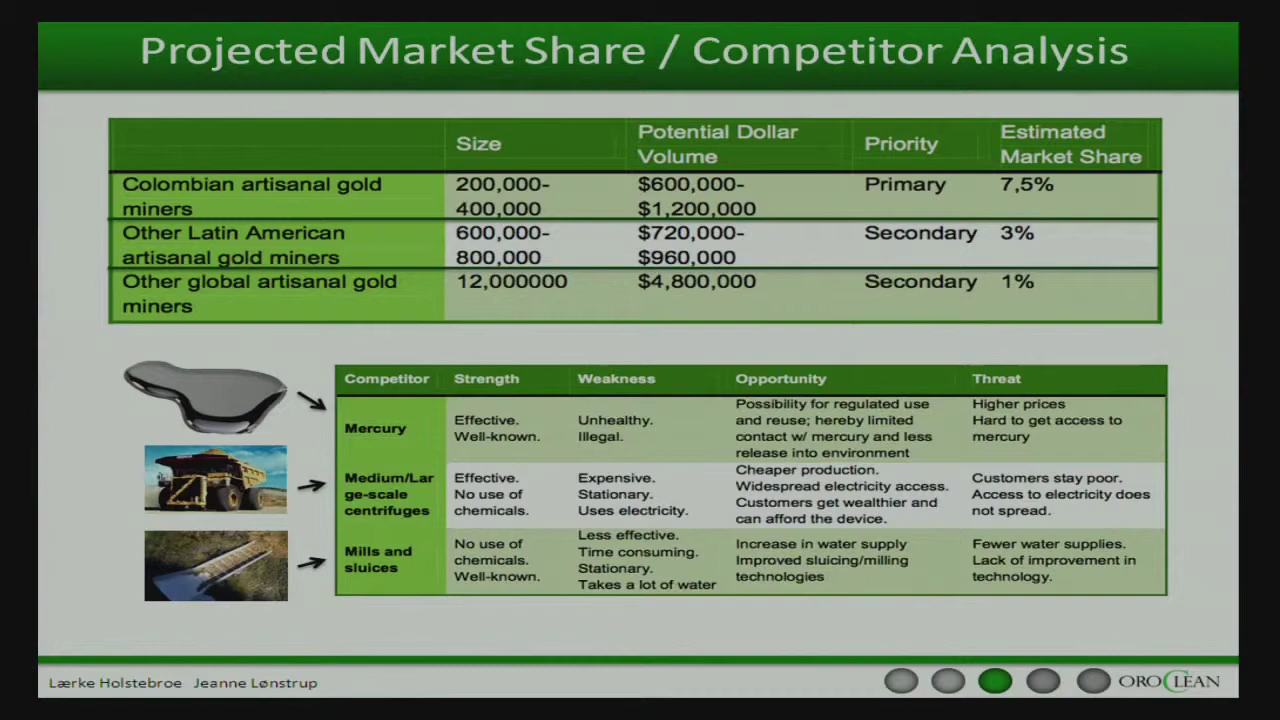 Projected Market Share / Competitor Analysis
Size
Potential Dollar Volume
Priority
Estimated Market Share
Colombian artisanal gold miners
200,000-400,000
$600,000-$1,200,000
Primary
7,5%
Other Latin American artisanal gold miners
600,000-800,000
$720,000-$960,000
Secondary
3%
Other global artisanal gold miners
12,000000
$4,800,000
Secondary
1%
Competitor
Strength
Weakness
Opportunity
Threat
Mercury
Effective.
Well-known.
Unhealthy.
Illegal.
Possibility for regulated use
and reuse; hereby limited
contact w/ mercury and less
release into environment
Higher prices
Hard to get access to
mercury
Medium/Lar
ge-scale
centrifuges
Effective.
No use of
chemicals.
Expensive.
Stationary.
Uses electricity.
Cheaper production.
Widespread electricity access.
Customers get wealthier and
can afford the device.
Customers stay poor.
Access to electricity does
not spread.
Mills and
sluices
No use of
chemicals.
Well-known.
Less effective.
Time consuming.
Stationary.
Takes a lot of water
Increase in water supply
Improved sluicing/milling
technologies
Fewer water supplies.
Lack of improvement in
technology.
Lærke Holstebroe Jeanne Lønstrup
OROCLEAN